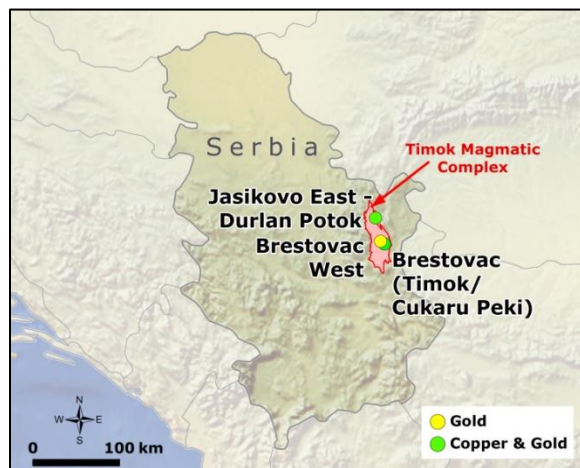 Serbia
Timok Magmatic
Complex
Jasikovo East -
Durlan Potok
Brestovac
West
Brestovac
(Timok/
Cukaru Peki)
N
W E
S
0 100 km
Gold
Copper & Gold